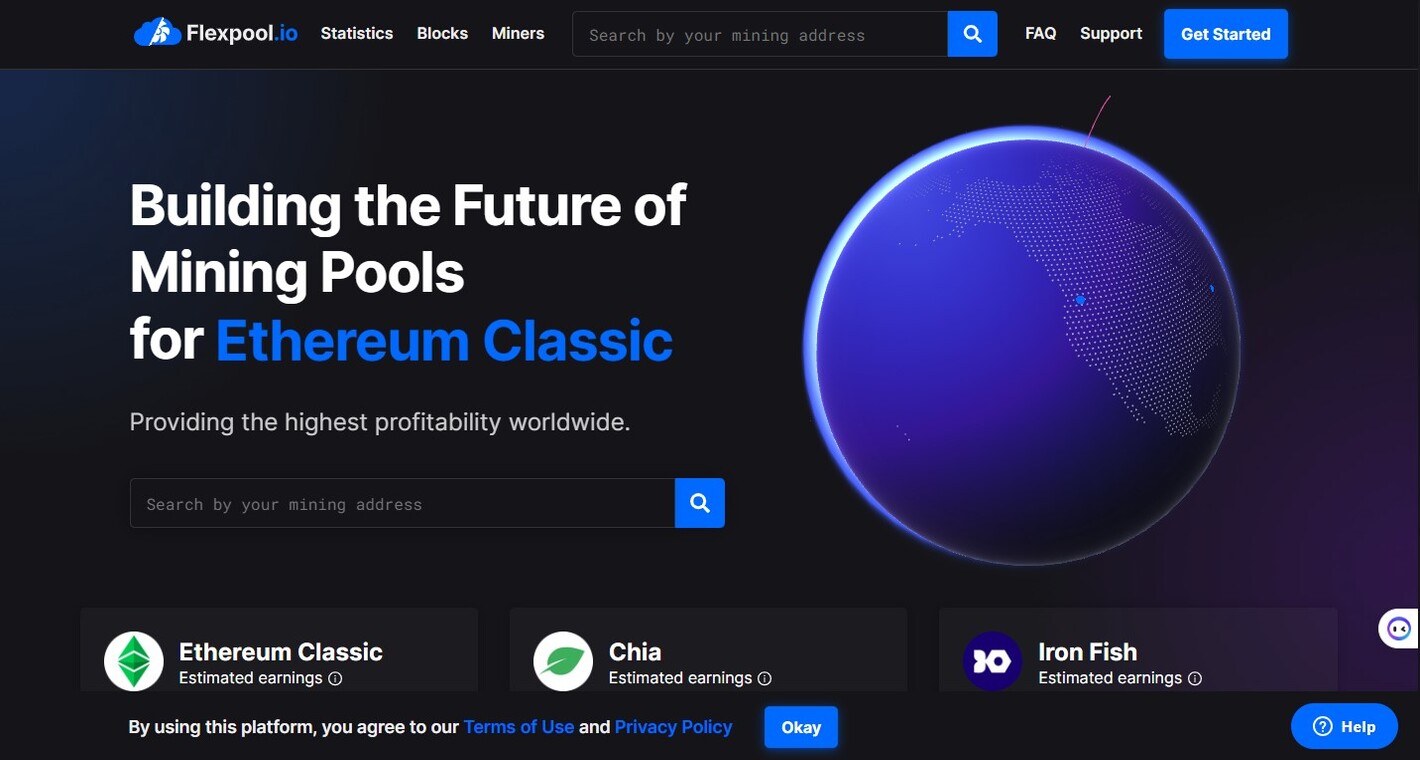 Flexpool.io Statistics Blocks Miners Search by your mining address FAQ Support Get Started
Building the Future of
Mining Pools
for Ethereum Classic
Providing the highest profitability worldwide.
Search by your mining address
Ethereum Classic
Estimated earnings
Chia
Estimated earnings
Iron Fish
Estimated earnings
By using this platform, you agree to our Terms of Use and Privacy Policy Okay
Help